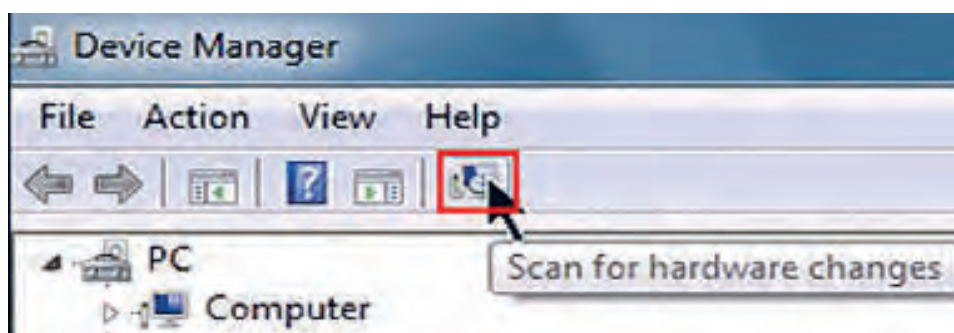 Device Manager
File Action View Help
PC
Scan for hardware changes
Computer